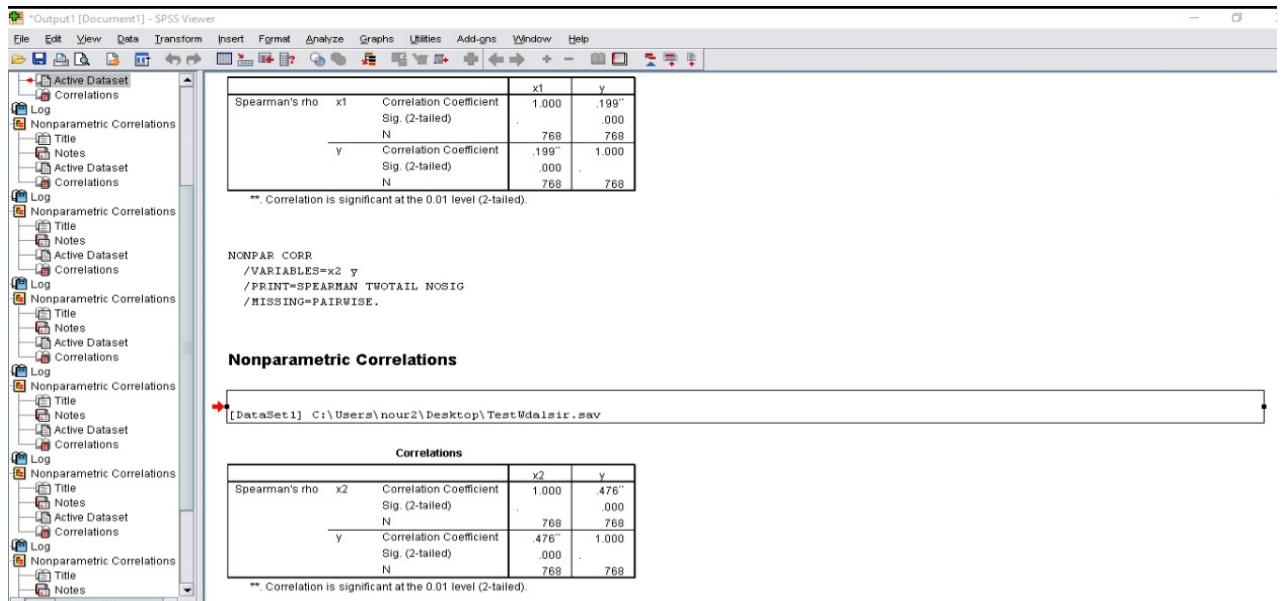 *Output1 [Document1] - SPSS Viewer
File Edit View Data Transform Insert Format Analyze Graphs Utilities Add-ons Window Help
Active Dataset
Correlations
Log
Nonparametric Correlations
Title
Notes
Active Dataset
Correlations
Log
Nonparametric Correlations
Title
Notes
Active Dataset
Correlations
Log
Nonparametric Correlations
Title
Notes
Active Dataset
Correlations
Log
Nonparametric Correlations
Title
Notes
Active Dataset
Correlations
Log
Nonparametric Correlations
Title
Notes
Active Dataset
Correlations
Log
Nonparametric Correlations
Title
Notes
x1 y
Spearman's rho x1 Correlation Coefficient 1.000 .199**
Sig. (2-tailed) . .000
N 768 768
y Correlation Coefficient .199** 1.000
Sig. (2-tailed) .000 .
N 768 768
**. Correlation is significant at the 0.01 level (2-tailed).
NONPAR CORR
/VARIABLES=x2 y
/PRINT=SPEARMAN TWOTAIL NOSIG
/MISSING=PAIRWISE.
Nonparametric Correlations
[DataSet1] C:\Users\nour2\Desktop\TestWdalsir.sav
Correlations
x2 y
Spearman's rho x2 Correlation Coefficient 1.000 .476**
Sig. (2-tailed) . .000
N 768 768
y Correlation Coefficient .476** 1.000
Sig. (2-tailed) .000 .
N 768 768
**. Correlation is significant at the 0.01 level (2-tailed).